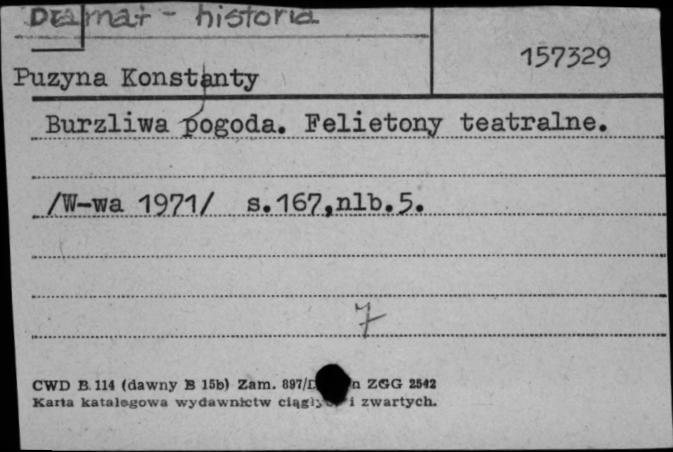 Dramat - historia
157329
Puzyna Konstanty
Burzliwa pogoda. Felietony teatralne.
/W-wa 1971/ s.167,nlb.5.
7
CWD B. 114 (dawny B 15b) Zam. 897/D n ZGG 2542
Karta katalogowa wydawnictw i zwartych.